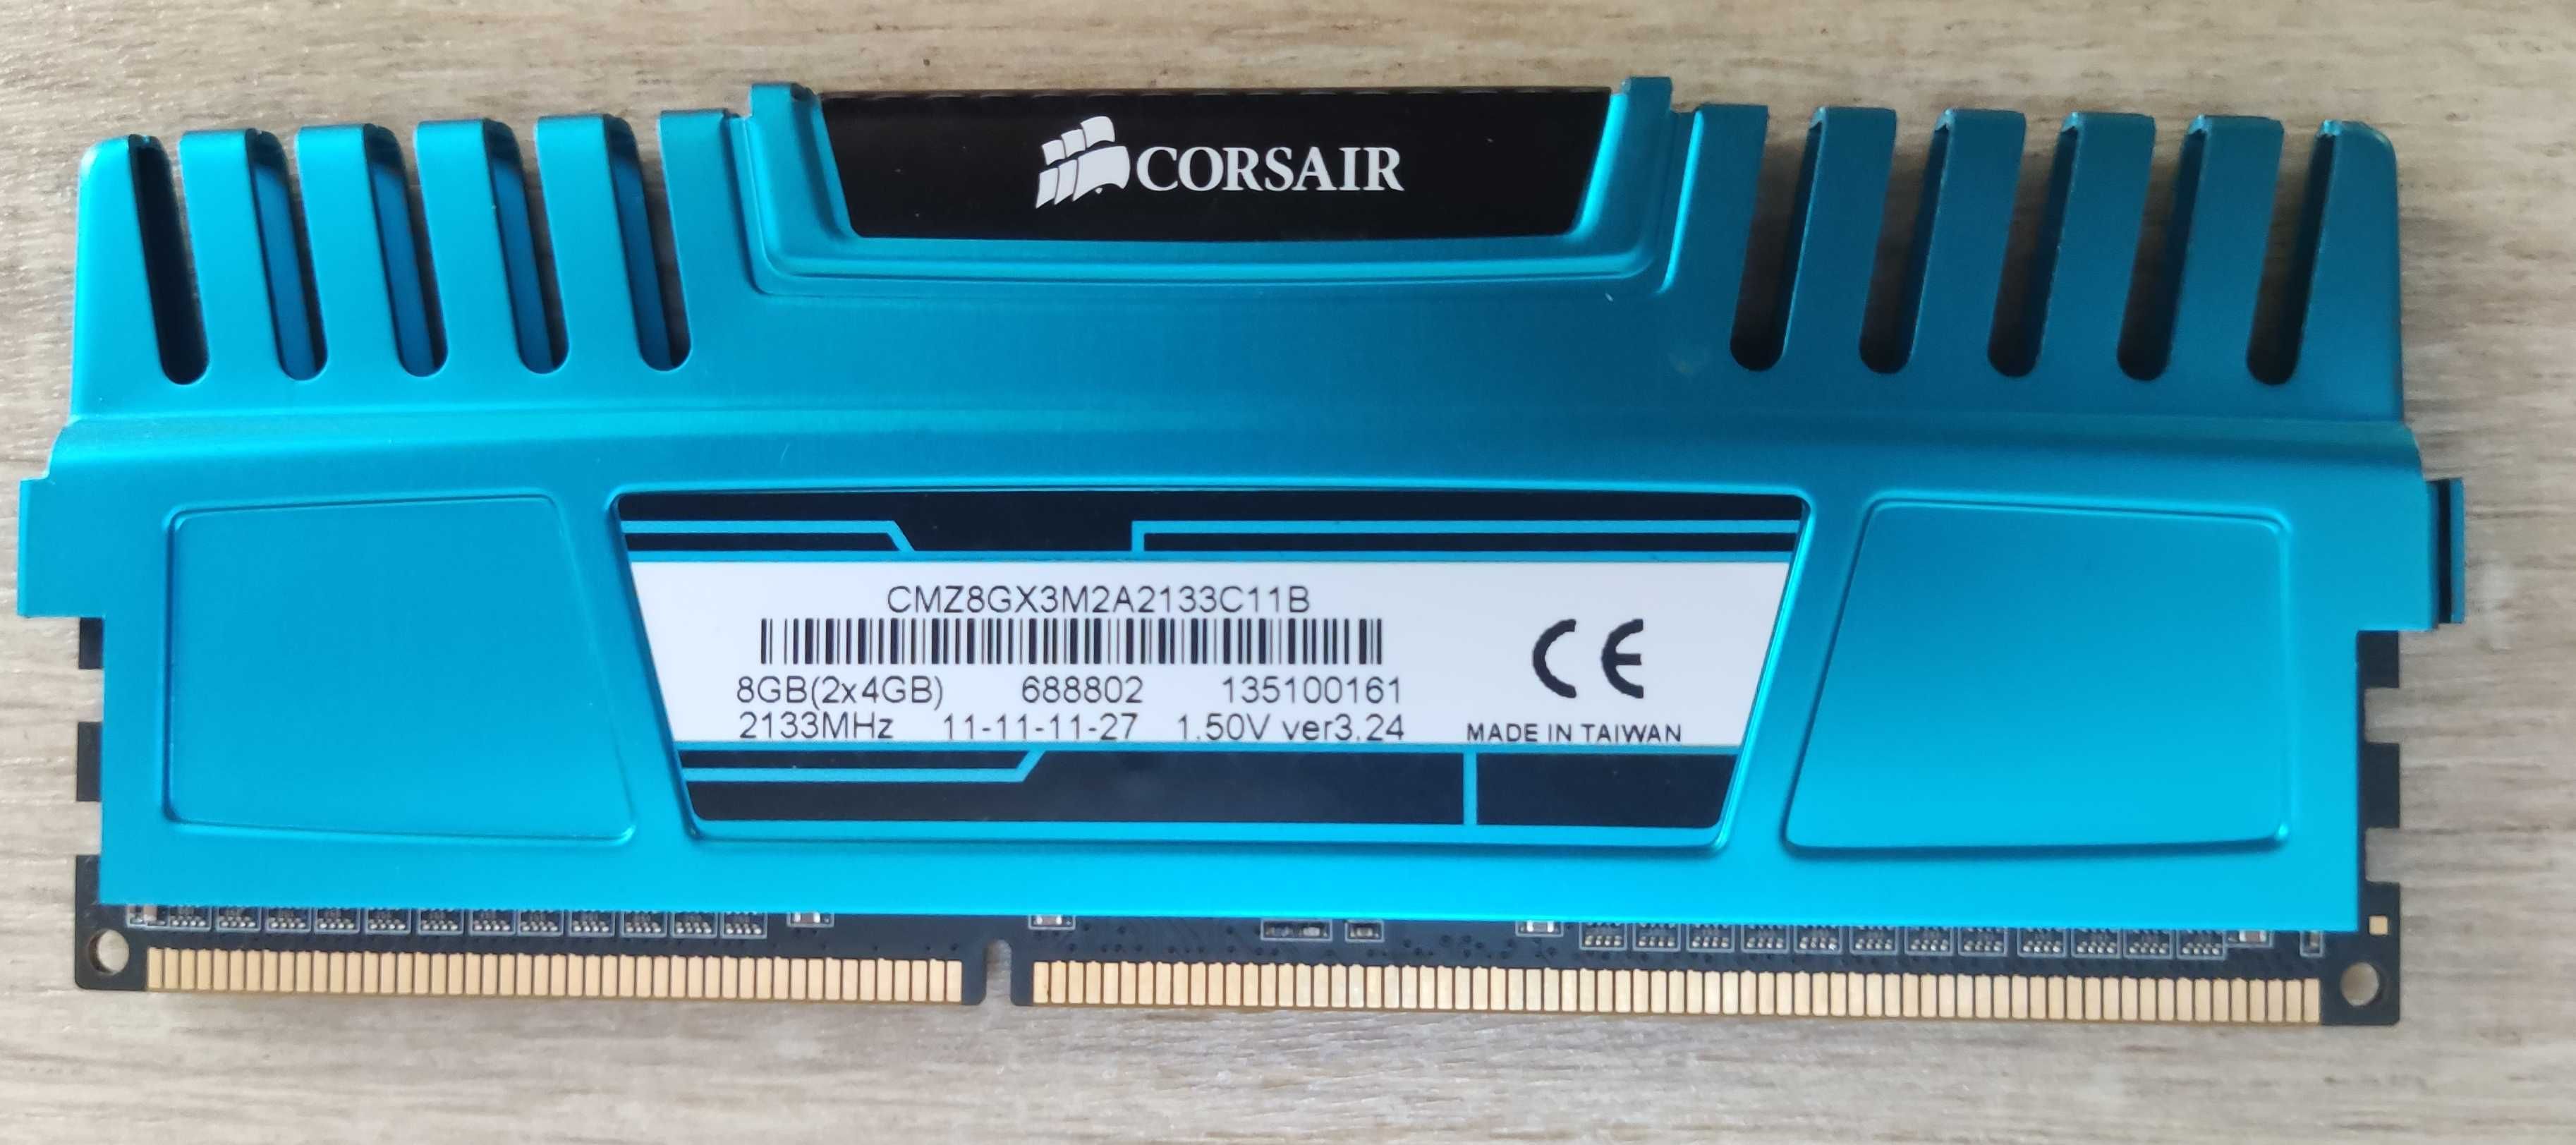 CORSAIR
CMZ8GX3M2A2133C11B
8GB(2x4GB) 688802 135100161
2133MHz 11-11-11-27 1.50V ver3.24
CE
MADE IN TAIWAN